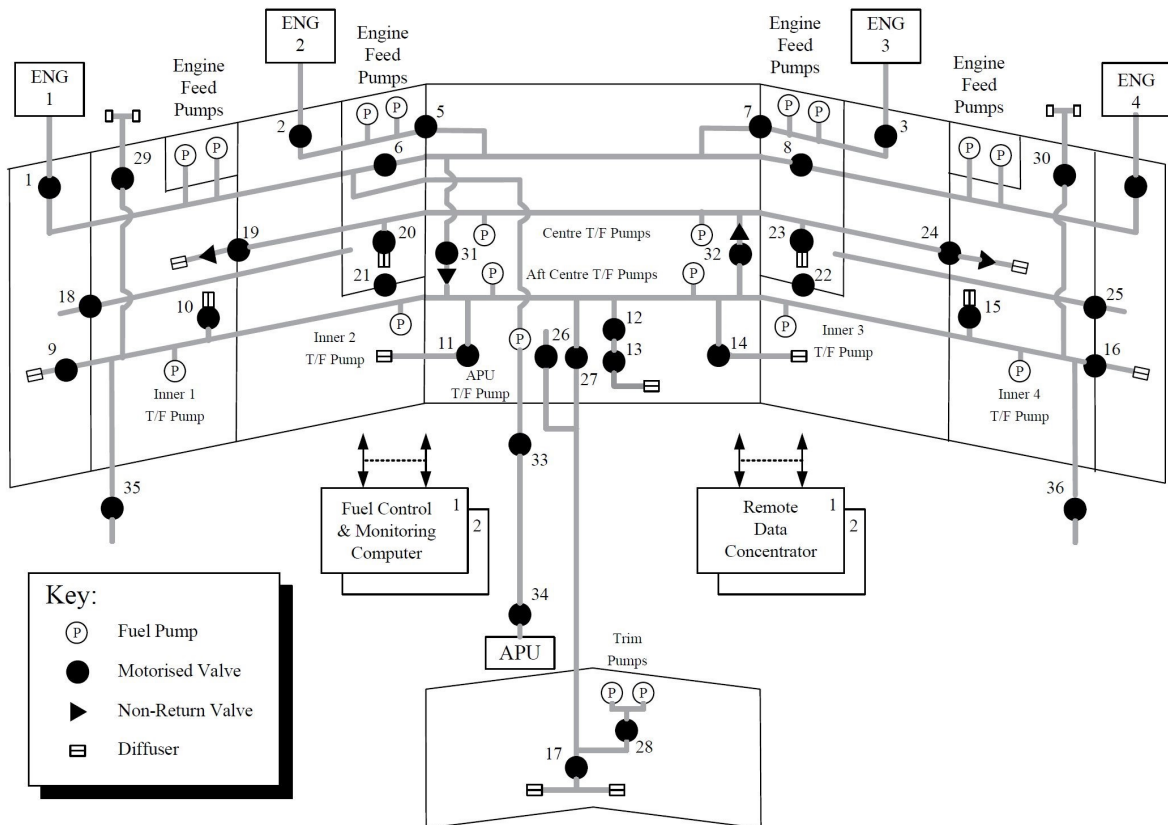 ENG
1
ENG
2
ENG
3
ENG
4
Engine
Feed
Pumps
Engine
Feed
Pumps
Engine
Feed
Pumps
Engine
Feed
Pumps
P
P
P
P
P
P
P
P
1
29
2
5
6
7
8
3
30
19
20
31
Centre T/F Pumps
P
P
32
23
24
18
10
21
Aft Centre T/F Pumps
P
P
22
15
25
9
P
Inner 1
T/F Pump
P
Inner 2
T/F Pump
11
P
APU
T/F Pump
26
27
12
13
14
P
Inner 3
T/F Pump
P
Inner 4
T/F Pump
16
35
33
36
Fuel Control
& Monitoring
Computer
1
2
Remote
Data
Concentrator
1
2
34
APU
Trim
Pumps
P
P
28
17
Key:
P
Fuel Pump
Motorised Valve
Non-Return Valve
Diffuser